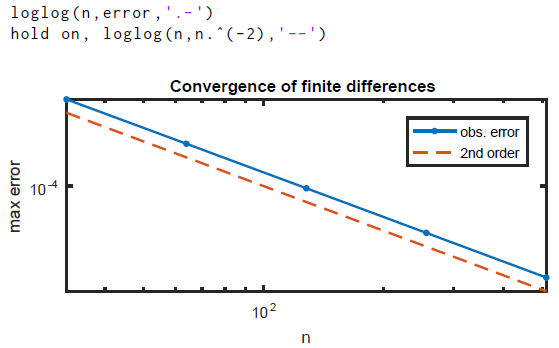 loglog(n,error,'.-')
hold on, loglog(n,n.^(-2),'--')
Convergence of finite differences
obs. error
2nd order
max error
10^-4
10^2
n